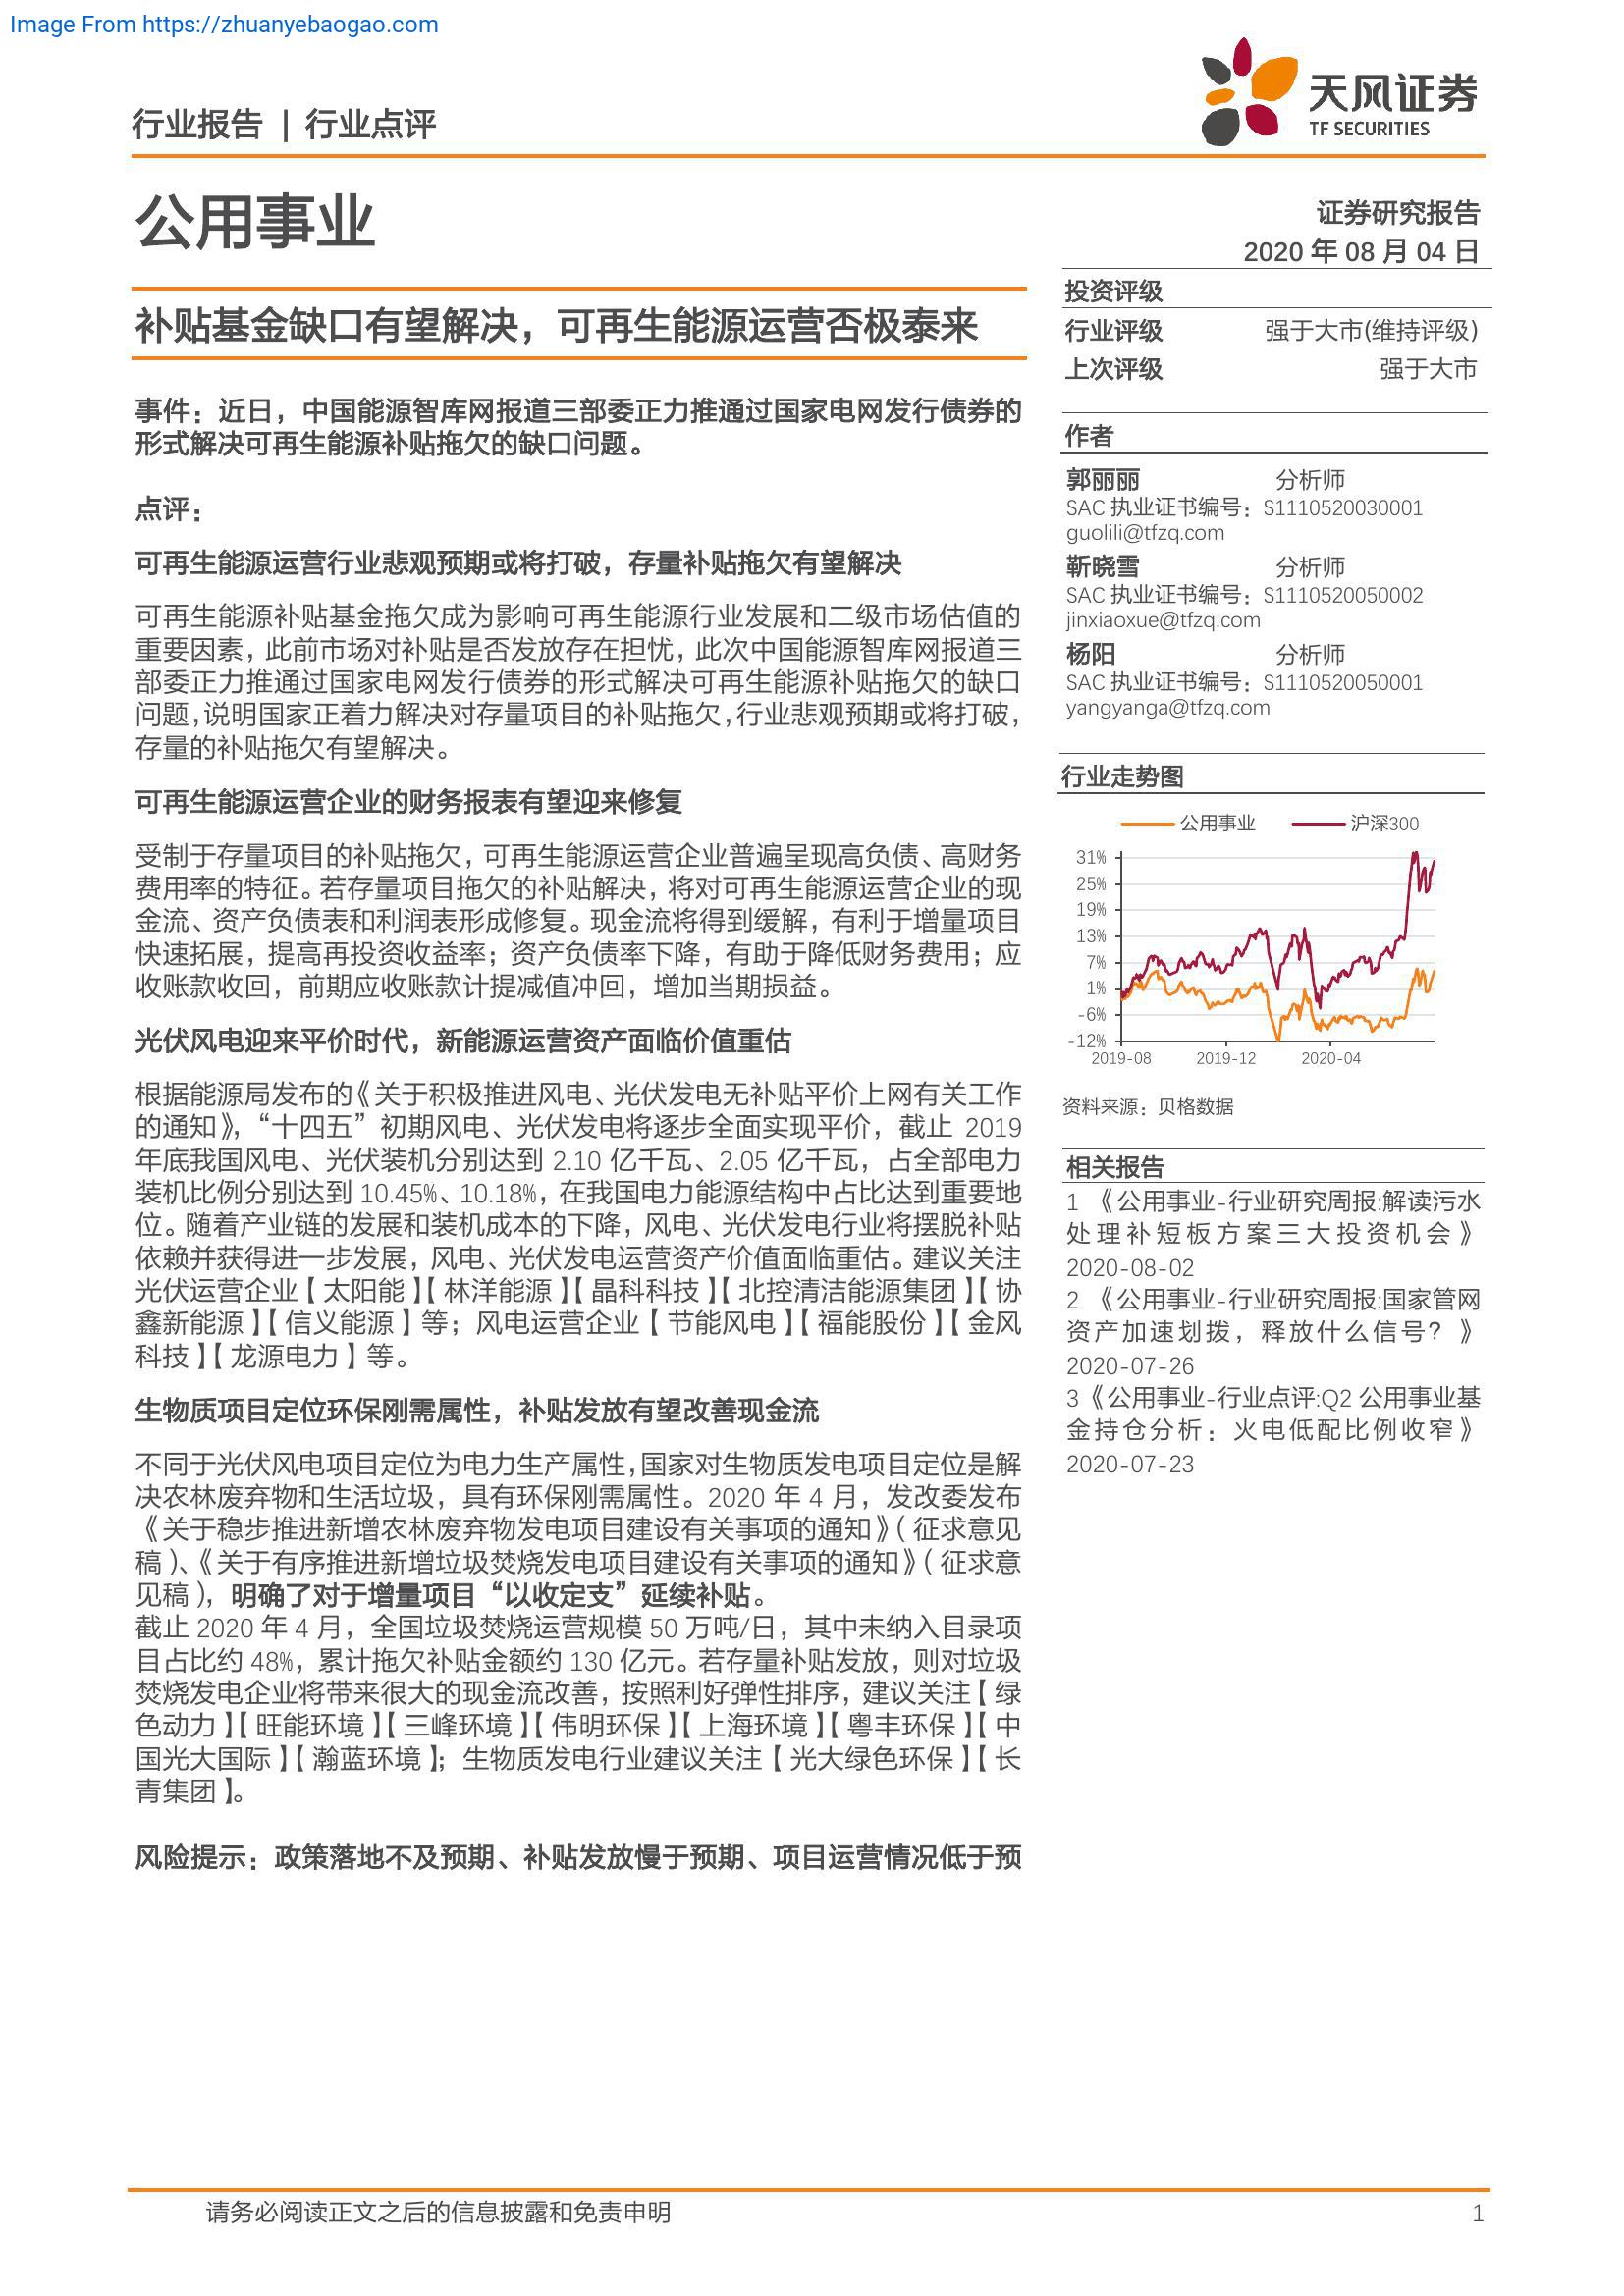 Image From https://zhuanyebaogao.com
行业报告 | 行业点评
天风证券
TF SECURITIES
公用事业
证券研究报告
2020 年 08 月 04 日
补贴基金缺口有望解决，可再生能源运营否极泰来
事件：近日，中国能源智库网报道三部委正力推通过国家电网发行债券的
形式解决可再生能源补贴拖欠的缺口问题。
点评：
可再生能源运营行业悲观预期或将打破，存量补贴拖欠有望解决
可再生能源补贴基金拖欠成为影响可再生能源行业发展和二级市场估值的
重要因素，此前市场对补贴是否发放存在担忧，此次中国能源智库网报道三
部委正力推通过国家电网发行债券的形式解决可再生能源补贴拖欠的缺口
问题，说明国家正着力解决对存量项目的补贴拖欠，行业悲观预期或将打破，
存量的补贴拖欠有望解决。
可再生能源运营企业的财务报表有望迎来修复
受制于存量项目的补贴拖欠，可再生能源运营企业普遍呈现高负债、高财务
费用率的特征。若存量项目拖欠的补贴解决，将对可再生能源运营企业的现
金流、资产负债表和利润表形成修复。现金流将得到缓解，有利于增量项目
快速拓展，提高再投资收益率；资产负债率下降，有助于降低财务费用；应
收账款收回，前期应收账款计提减值冲回，增加当期损益。
光伏风电迎来平价时代，新能源运营资产面临价值重估
根据能源局发布的《关于积极推进风电、光伏发电无补贴平价上网有关工作
的通知》，“十四五”初期风电、光伏发电将逐步全面实现平价，截止 2019
年底我国风电、光伏装机分别达到 2.10 亿千瓦、2.05 亿千瓦，占全部电力
装机比例分别达到 10.45%、10.18%，在我国电力能源结构中占比达到重要地
位。随着产业链的发展和装机成本的下降，风电、光伏发电行业将摆脱补贴
依赖并获得进一步发展，风电、光伏发电运营资产价值面临重估。建议关注
光伏运营企业【太阳能】【林洋能源】【晶科科技】【北控清洁能源集团】【协
鑫新能源】【信义能源】等；风电运营企业【节能风电】【福能股份】【金风
科技】【龙源电力】等。
生物质项目定位环保刚需属性，补贴发放有望改善现金流
不同于光伏风电项目定位为电力生产属性，国家对生物质发电项目定位是解
决农林废弃物和生活垃圾，具有环保刚需属性。2020 年 4 月，发改委发布
《关于稳步推进新增农林废弃物发电项目建设有关事项的通知》（征求意见
稿）、《关于有序推进新增垃圾焚烧发电项目建设有关事项的通知》（征求意
见稿），明确了对于增量项目“以收定支”延续补贴。
截止 2020 年 4 月，全国垃圾焚烧运营规模 50 万吨/日，其中未纳入目录项
目占比约 48%，累计拖欠补贴金额约 130 亿元。若存量补贴发放，则对垃圾
焚烧发电企业将带来很大的现金流改善，按照利好弹性排序，建议关注【绿
色动力】【旺能环境】【三峰环境】【伟明环保】【上海环境】【粤丰环保】【中
国光大国际】【瀚蓝环境】；生物质发电行业建议关注【光大绿色环保】【长
青集团】。
风险提示：政策落地不及预期、补贴发放慢于预期、项目运营情况低于预
投资评级
行业评级 强于大市(维持评级)
上次评级 强于大市
作者
郭丽丽 分析师
SAC 执业证书编号：S1110520030001
guolili@tfzq.com
靳晓雪 分析师
SAC 执业证书编号：S1110520050002
jinxiaoxue@tfzq.com
杨阳 分析师
SAC 执业证书编号：S1110520050001
yangyanga@tfzq.com
行业走势图
公用事业 沪深300
31%
25%
19%
13%
7%
1%
-6%
-12%
2019-08 2019-12 2020-04
资料来源：贝格数据
相关报告
1 《公用事业-行业研究周报:解读污水
处理补短板方案三大投资机会》
2020-08-02
2 《公用事业-行业研究周报:国家管网
资产加速划拨，释放什么信号？》
2020-07-26
3《公用事业-行业点评:Q2 公用事业基
金持仓分析：火电低配比例收窄》
2020-07-23
请务必阅读正文之后的信息披露和免责申明 1